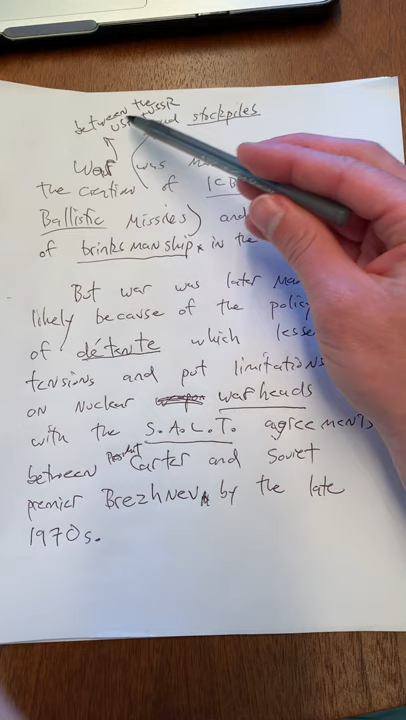 between the USSR
and stockpiles
War was
the creation of ICB
Ballistic Missiles) and
of brinksmanship in the
But war was later
likely because of the policy
of détente which lesse
tensions and put limitations
on nuclear warheads
with the S.A.L.T. agreements
between President Carter and Soviet
premier Brezhnev by the late
1970s.